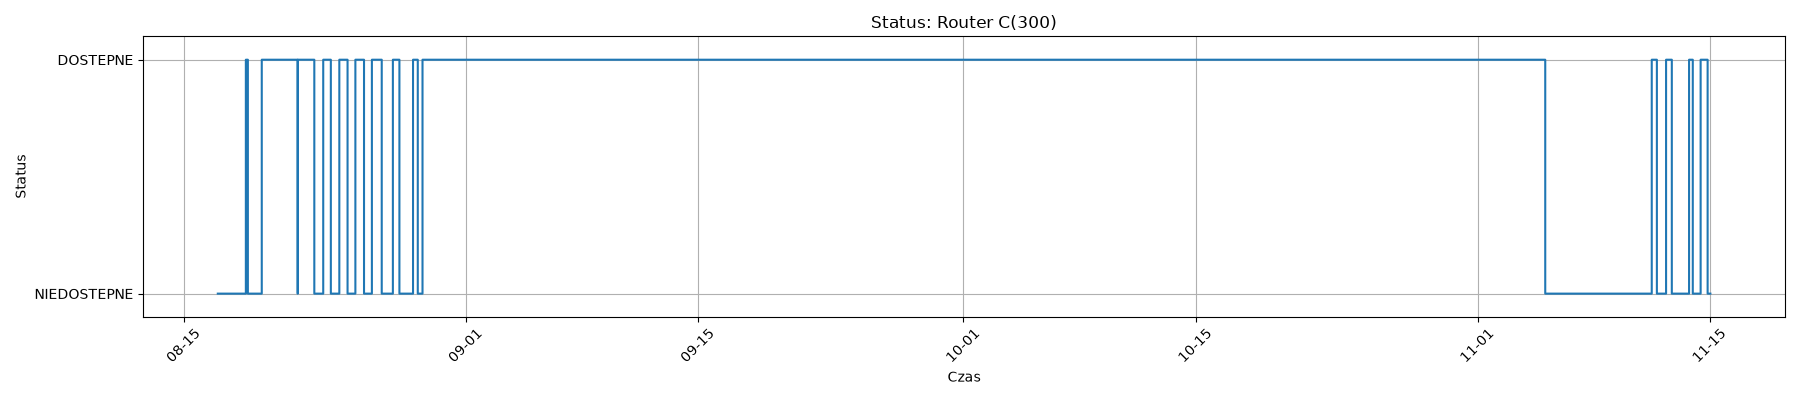 Status: Router C(300)
DOSTEPNE
Status
NIEDOSTEPNE
08-15
09-01
09-15
10-01
10-15
11-01
11-15
Czas